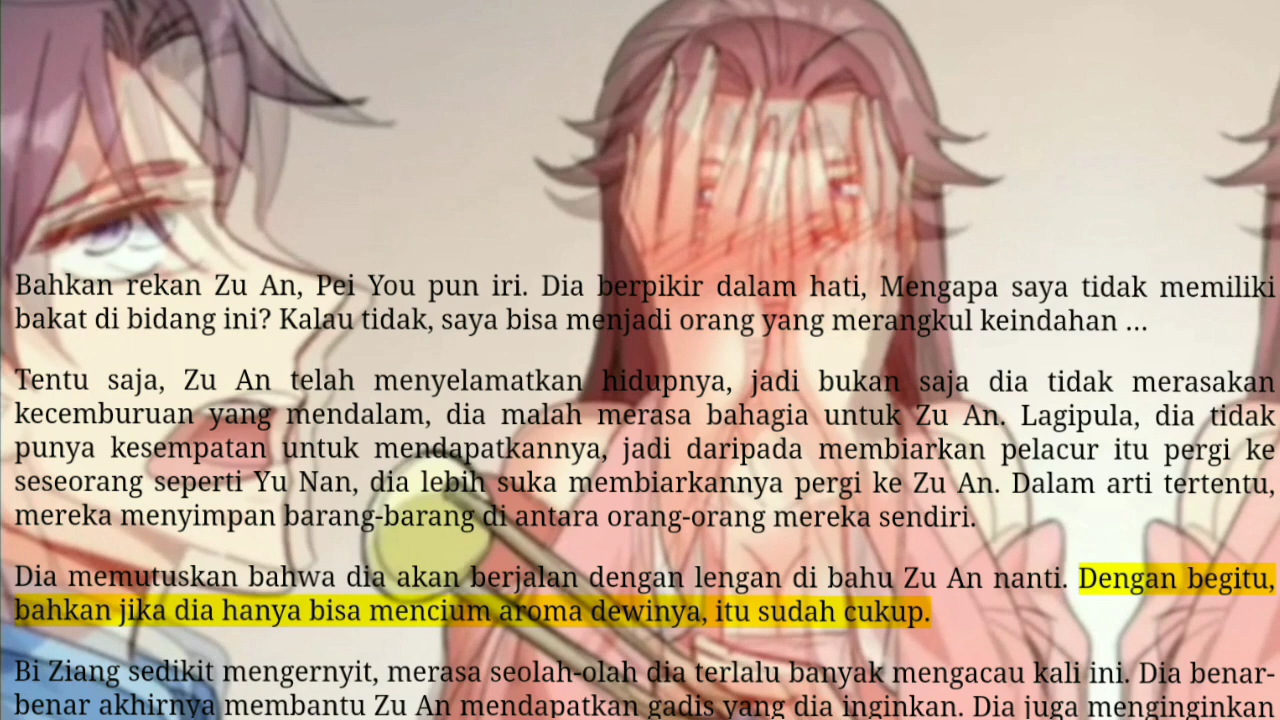 Bahkan rekan Zu An, Pei You pun iri. Dia berpikir dalam hati, Mengapa saya tidak memiliki
bakat di bidang ini? Kalau tidak, saya bisa menjadi orang yang merangkul keindahan ...
Tentu saja, Zu An telah menyelamatkan hidupnya, jadi bukan saja dia tidak merasakan
kecemburuan yang mendalam, dia malah merasa bahagia untuk Zu An. Lagipula, dia tidak
punya kesempatan untuk mendapatkannya, jadi daripada membiarkan pelacur itu pergi ke
seseorang seperti Yu Nan, dia lebih suka membiarkannya pergi ke Zu An. Dalam arti tertentu,
mereka menyimpan barang-barang di antara orang-orang mereka sendiri.
Dia memutuskan bahwa dia akan berjalan dengan lengan di bahu Zu An nanti. Dengan begitu,
bahkan jika dia hanya bisa mencium aroma dewinya, itu sudah cukup.
Bi Ziang sedikit mengernyit, merasa seolah-olah dia terlalu banyak mengacau kali ini. Dia benar-
benar akhirnya membantu Zu An mendapatkan gadis yang dia inginkan. Dia juga menginginkan